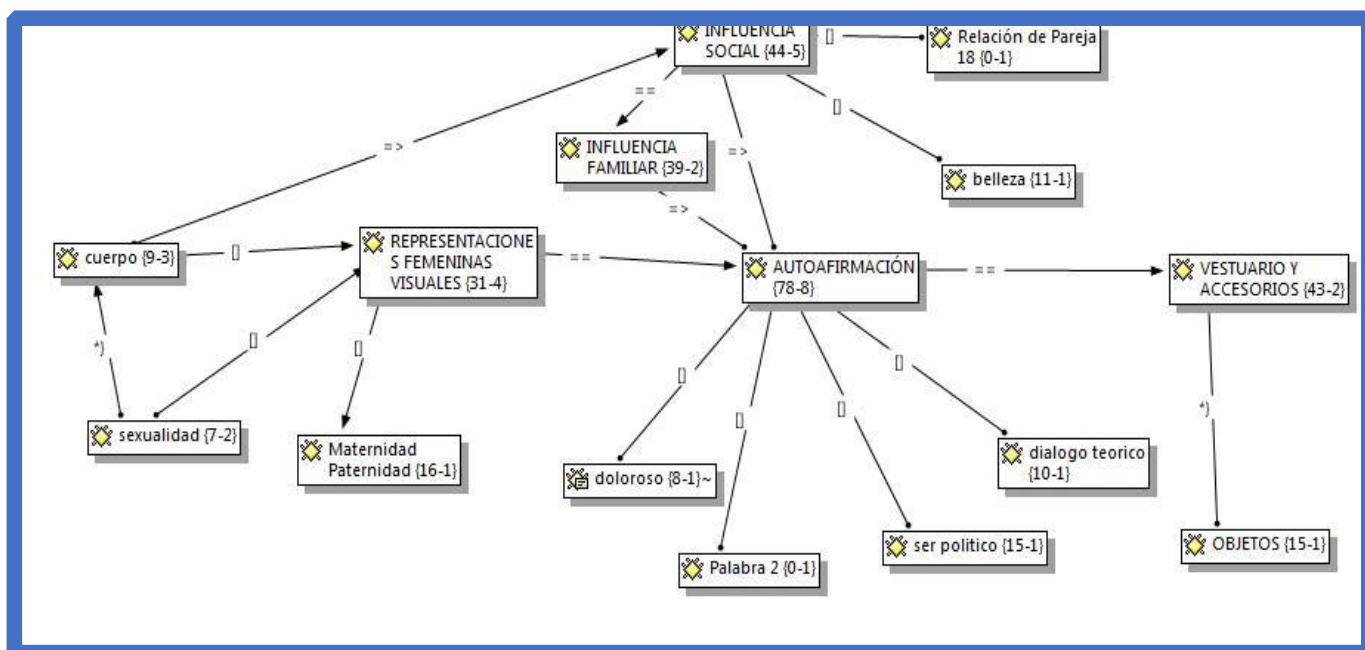 INFLUENCIA
SOCIAL {44-5}
[]
Relación de Pareja
18 {0-1}
==
[]
=>
INFLUENCIA
FAMILIAR {39-2}
=>
belleza {11-1}
=>
cuerpo {9-3}
[]
REPRESENTACIONE
S FEMENINAS
VISUALES {31-4}
==
AUTOAFIRMACIÓN
{78-8}
==
VESTUARIO Y
ACCESORIOS {43-2}
*}
[]
[]
[]
[]
[]
[]
*}
sexualidad {7-2}
Maternidad
Paternidad {16-1}
doloroso {8-1}~
dialogo teorico
{10-1}
Palabra 2 {0-1}
ser politico {15-1}
OBJETOS {15-1}